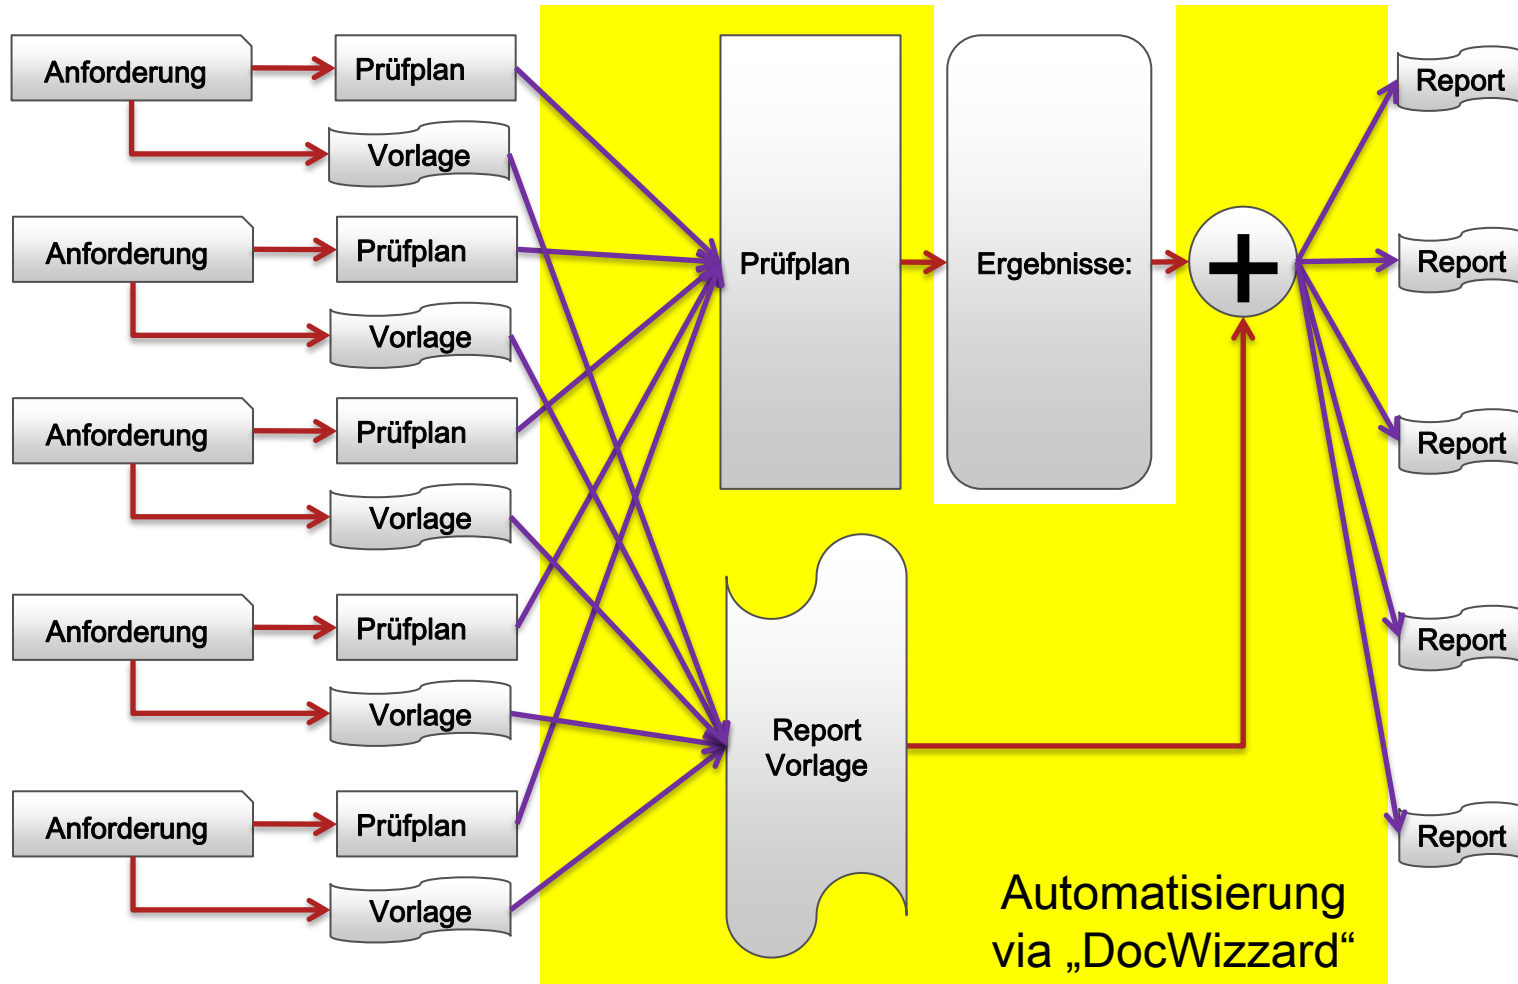 Anforderung
Prüfplan
Vorlage
Anforderung
Prüfplan
Vorlage
Anforderung
Prüfplan
Vorlage
Anforderung
Prüfplan
Vorlage
Anforderung
Prüfplan
Vorlage
Prüfplan
Ergebnisse:
+
Report
Vorlage
Report
Report
Report
Report
Report
Automatisierung
via „DocWizzard“